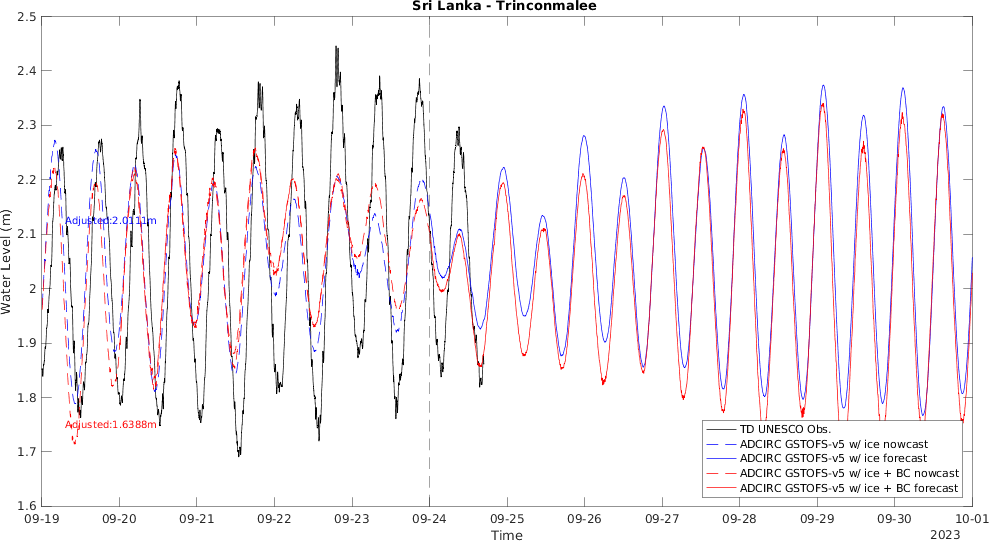 Sri Lanka - Trinconmalee
2.5
2.4
2.3
2.2
2.1
2
1.9
1.8
1.7
1.6
Water Level (m)
Adjusted:2.0111m
Adjusted:1.6388m
TD UNESCO Obs.
ADCIRC GSTOFS-v5 w/ ice nowcast
ADCIRC GSTOFS-v5 w/ ice forecast
ADCIRC GSTOFS-v5 w/ ice + BC nowcast
ADCIRC GSTOFS-v5 w/ ice + BC forecast
09-19 09-20 09-21 09-22 09-23 09-24 09-25 09-26 09-27 09-28 09-29 09-30 10-01
Time
2023